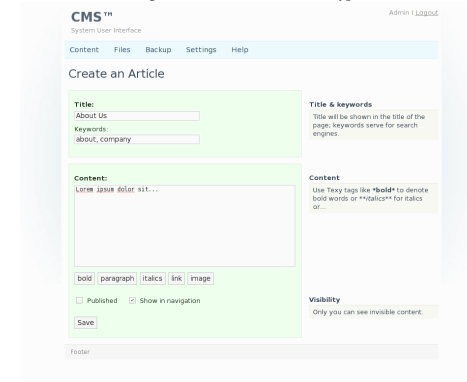 CMS™
Admin | Logout
System User Interface
Content Files Backup Settings Help
Create an Article
Title:
About Us
Keywords:
about, company
Title & keywords
Title will be shown in the title of the
page; keywords serve for search
engines.
Content:
Lorem ipsum dolor sit...
Content
Use Texy tags like *bold* to denote
bold words or **italics** for italics
or...
bold paragraph italics link image
Published Show in navigation
Save
Visibility
Only you can see invisible content.
Footer